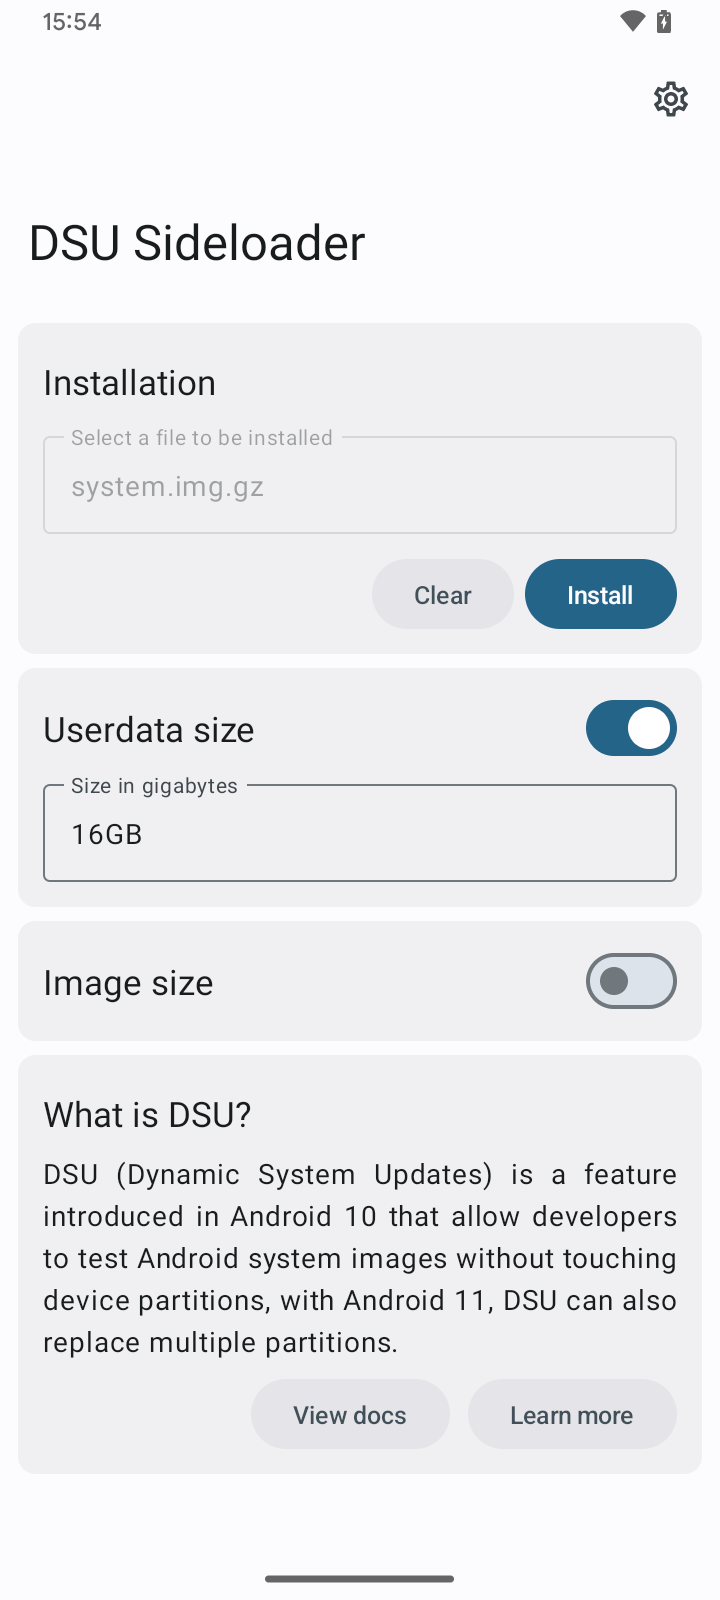 15:54
DSU Sideloader
Installation
Select a file to be installed
system.img.gz
Clear
Install
Userdata size
Size in gigabytes
16GB
Image size
What is DSU?
DSU (Dynamic System Updates) is a feature
introduced in Android 10 that allow developers
to test Android system images without touching
device partitions, with Android 11, DSU can also
replace multiple partitions.
View docs
Learn more